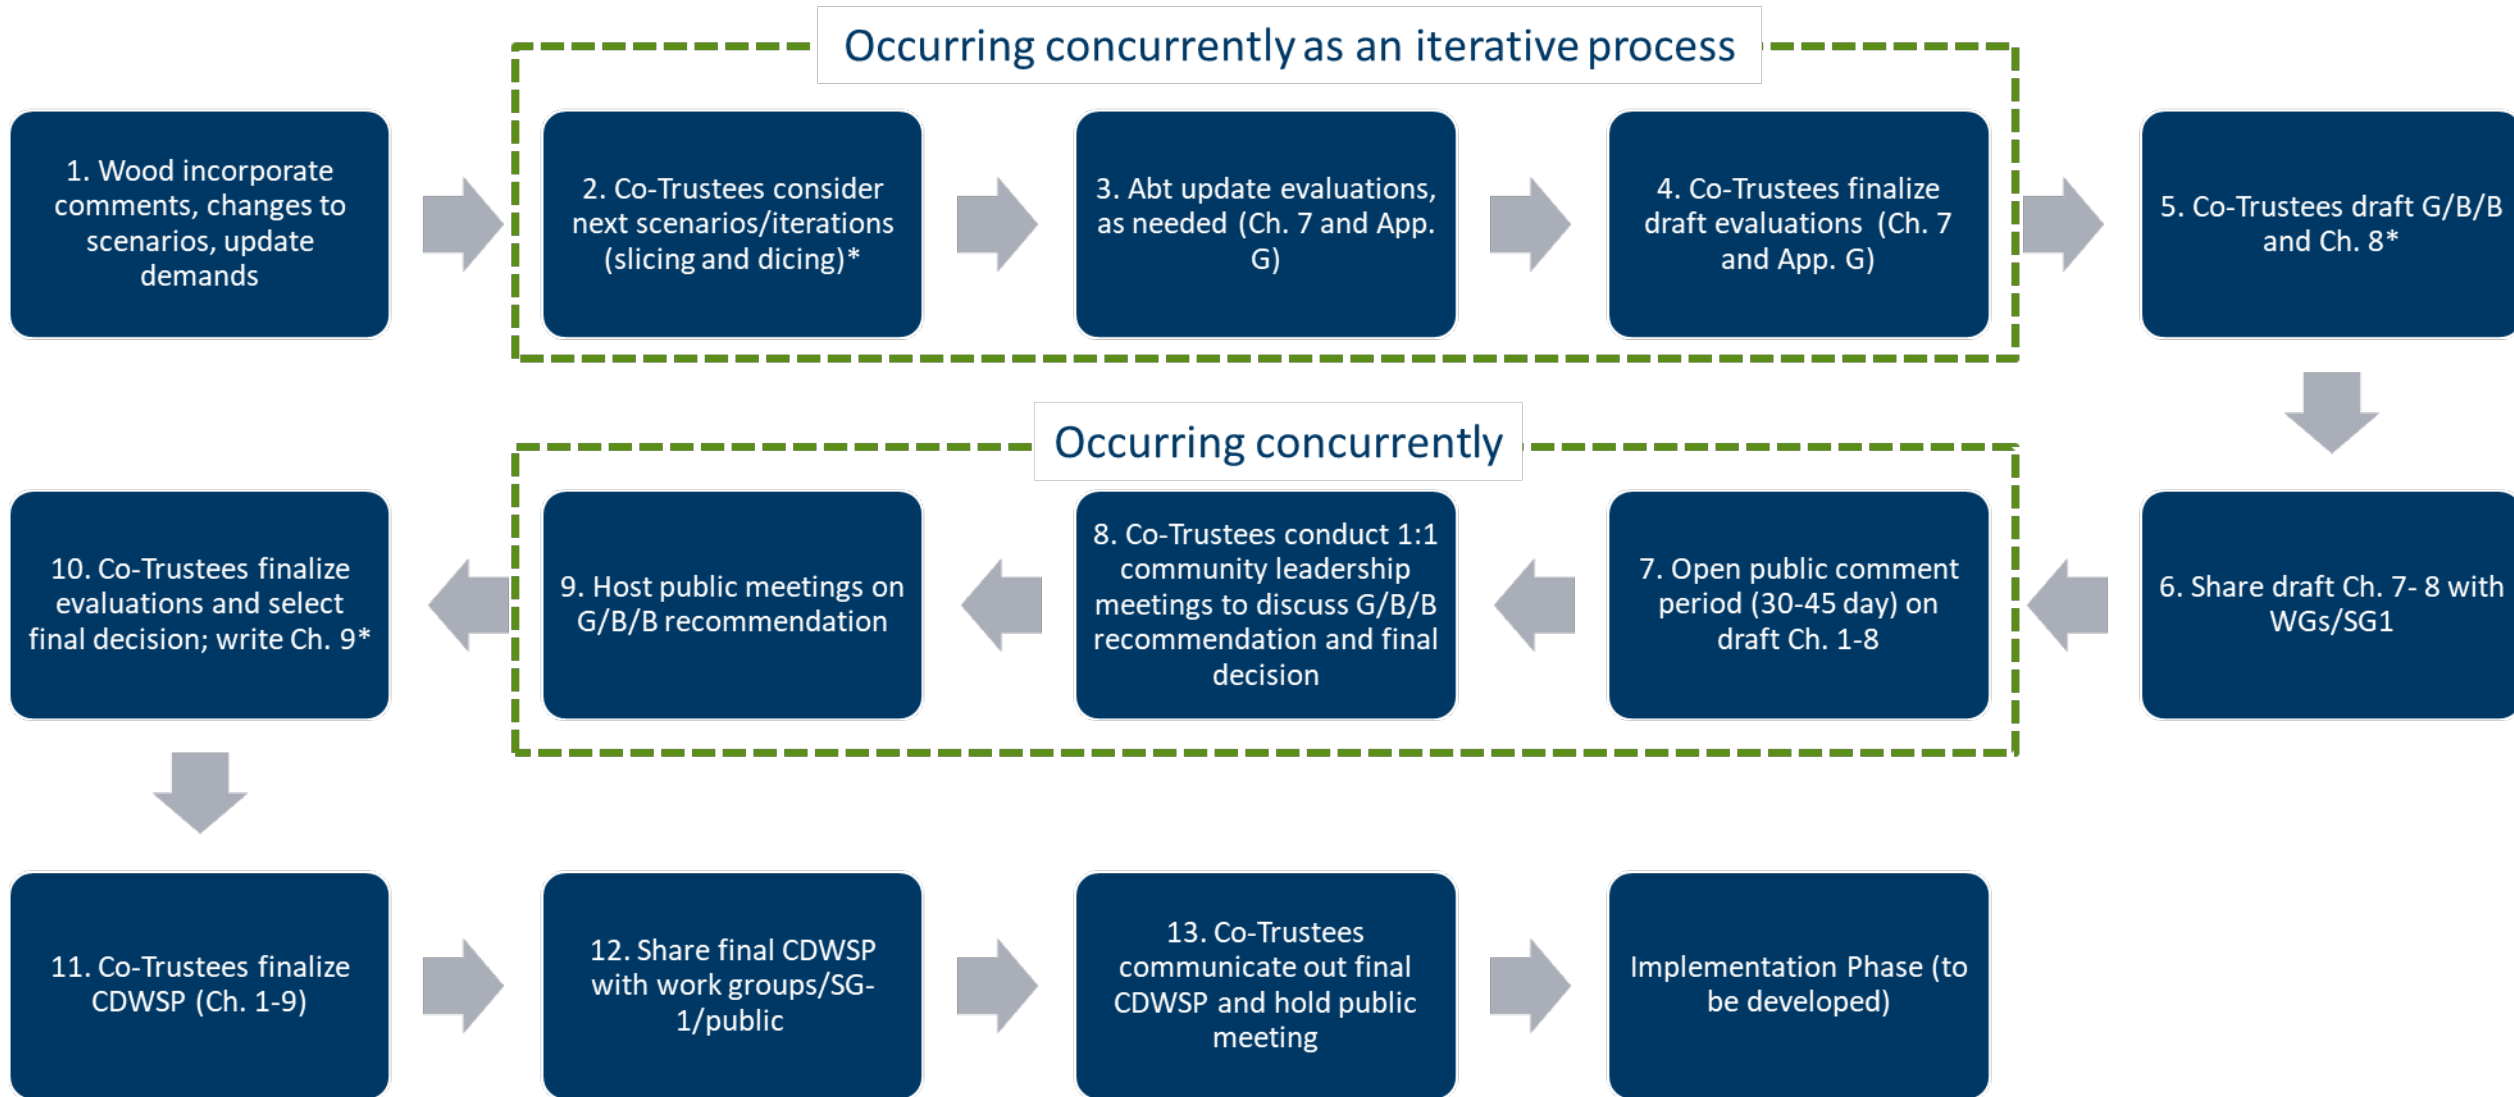 Occurring concurrently as an iterative process
1. Wood incorporate
comments, changes to
scenarios, update
demands
2. Co-Trustees consider
next scenarios/iterations
(slicing and dicing)*
3. Abt update evaluations,
as needed (Ch. 7 and App.
G)
4. Co-Trustees finalize
draft evaluations (Ch. 7
and App. G)
5. Co-Trustees draft G/B/B
and Ch. 8*
Occurring concurrently
10. Co-Trustees finalize
evaluations and select
final decision; write Ch. 9*
9. Host public meetings on
G/B/B recommendation
8. Co-Trustees conduct 1:1
community leadership
meetings to discuss G/B/B
recommendation and final
decision
7. Open public comment
period (30-45 day) on
draft Ch. 1-8
6. Share draft Ch. 7- 8 with
WGs/SG1
11. Co-Trustees finalize
CDWSP (Ch. 1-9)
12. Share final CDWSP
with work groups/SG-
1/public
13. Co-Trustees
communicate out final
CDWSP and hold public
meeting
Implementation Phase (to
be developed)